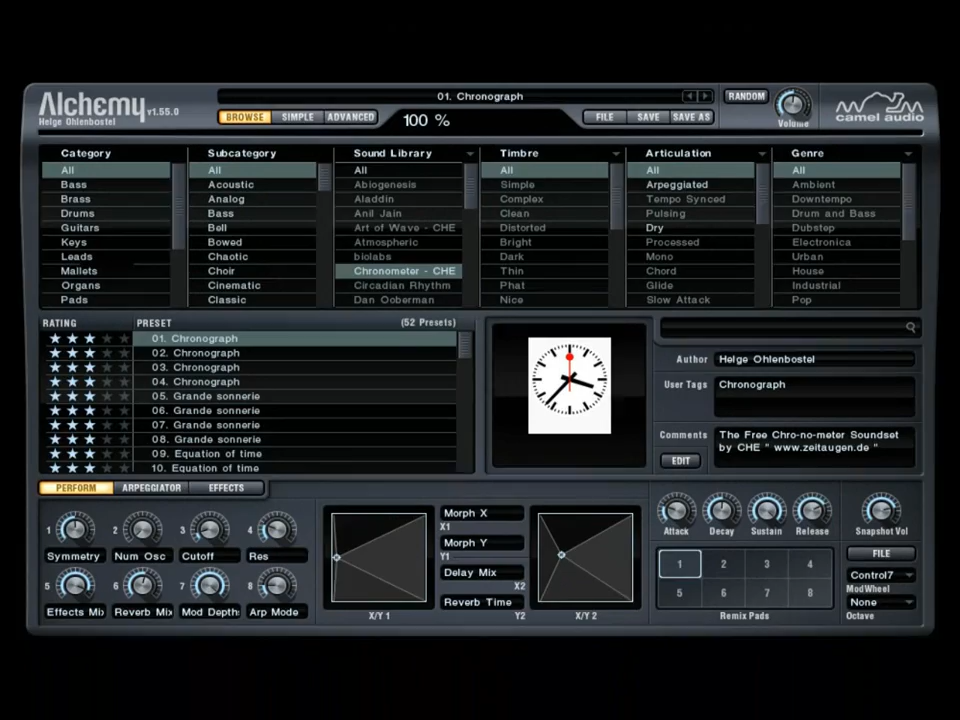 Alchemy v1.55.0
Helge Ohlenbostel
01. Chronograph
BROWSE SIMPLE ADVANCED
100 %
FILE SAVE SAVE AS
RANDOM
Volume
camel audio
Category
All
Bass
Brass
Drums
Guitars
Keys
Leads
Mallets
Organs
Pads
Subcategory
All
Acoustic
Analog
Bass
Bell
Bowed
Chaotic
Choir
Cinematic
Classic
Sound Library
All
Abiogenesis
Aladdin
Anil Jain
Art of Wave - CHE
Atmospheric
biolabs
Chronometer - CHE
Circadian Rhythm
Dan Ooberman
Timbre
All
Simple
Complex
Clean
Distorted
Bright
Dark
Thin
Phat
Nice
Articulation
All
Arpeggiated
Tempo Synced
Pulsing
Dry
Processed
Mono
Chord
Glide
Slow Attack
Genre
All
Ambient
Downtempo
Drum and Bass
Dubstep
Electronica
Urban
House
Industrial
Pop
RATING PRESET (52 Presets)
01. Chronograph
02. Chronograph
03. Chronograph
04. Chronograph
05. Grande sonnerie
06. Grande sonnerie
07. Grande sonnerie
08. Grande sonnerie
09. Equation of time
10. Equation of time
Author Helge Ohlenbostel
User Tags Chronograph
Comments The Free Chro-no-meter Soundset
by CHE " www.zeitaugen.de "
EDIT
PERFORM ARPEGGIATOR EFFECTS
1 2 3 4
Symmetry Num Osc Cutoff Res
5 6 7 8
Effects Mix Reverb Mix Mod Depth Arp Mode
X/Y 1
Morph X
X1
Morph Y
Y1
Delay Mix
X2
Reverb Time
Y2
X/Y 2
Attack Decay Sustain Release
1 2 3 4
5 6 7 8
Remix Pads
Snapshot Vol
FILE
Control7
ModWheel
None
Octave